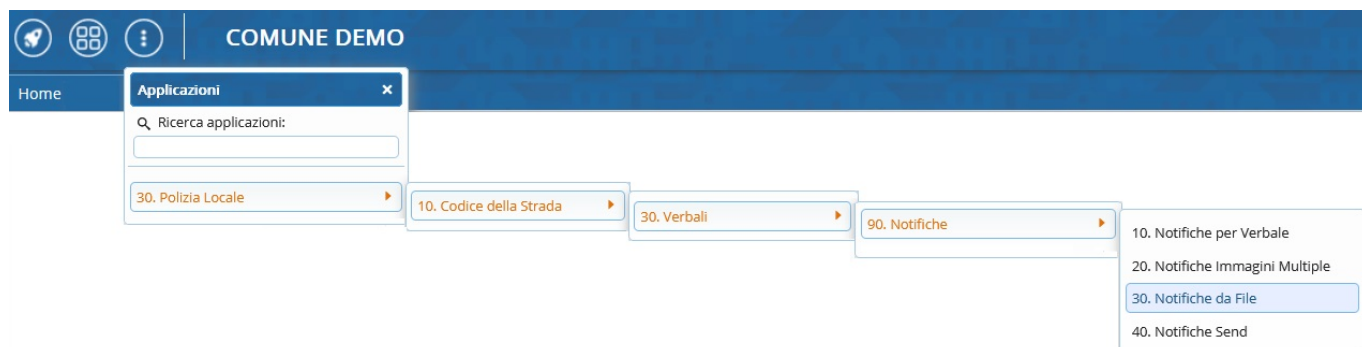 COMUNE DEMO
Home
Applicazioni
Ricerca applicazioni:
30. Polizia Locale
10. Codice della Strada
30. Verbali
90. Notifiche
10. Notifiche per Verbale
20. Notifiche Immagini Multiple
30. Notifiche da File
40. Notifiche Send